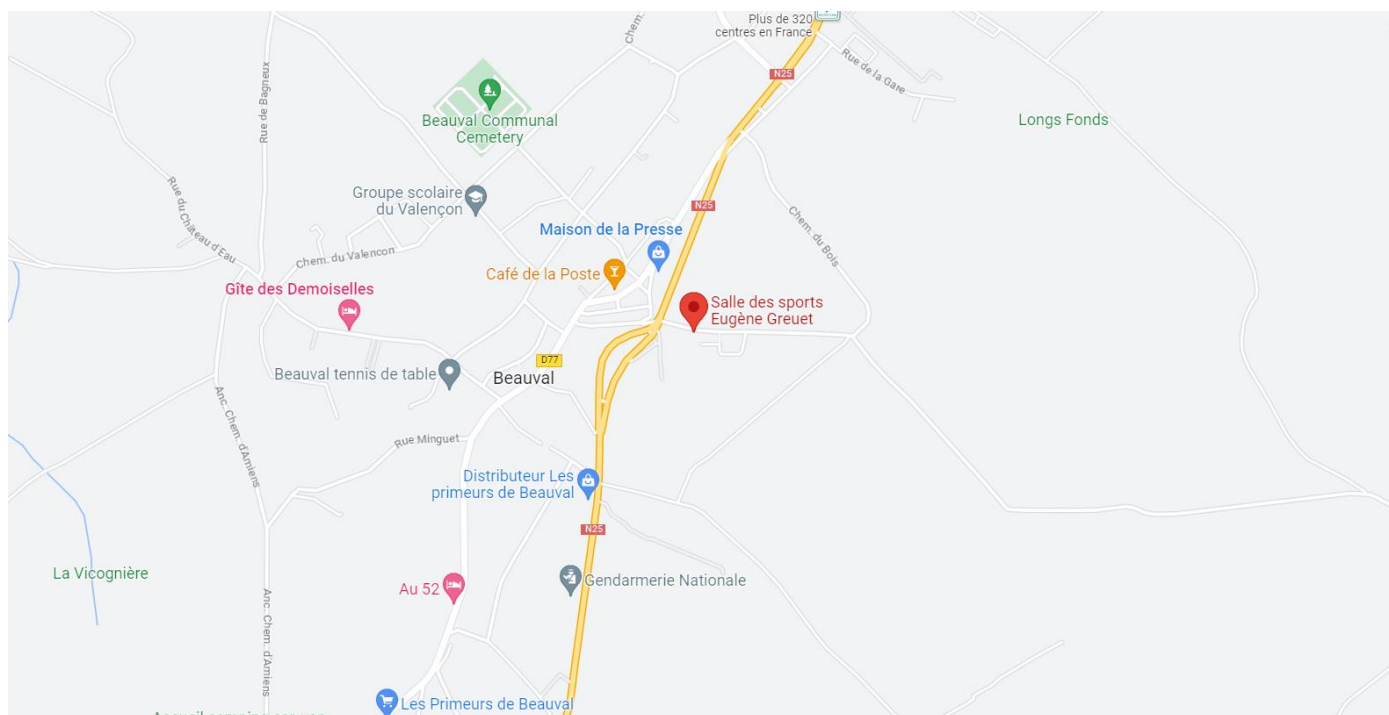 Plus de 320
centres en France
Chem.
N25
Rue de la Gare
Rue de Bagneux
Beauval Communal
Cemetery
Longs Fonds
Groupe scolaire
du Valençon
Rue du Château d'Eau
N25
Chem. du Bois
Maison de la Presse
Chem. du Valencon
Café de la Poste
Gîte des Demoiselles
Salle des sports
Eugène Greuet
D77
Beauval tennis de table
Beauval
Anc. Chem. d'Amiens
Rue Minguet
Distributeur Les
primeurs de Beauval
N25
La Vicognière
Gendarmerie Nationale
Au 52
Anc. Chem. d'Amiens
Les Primeurs de Beauval